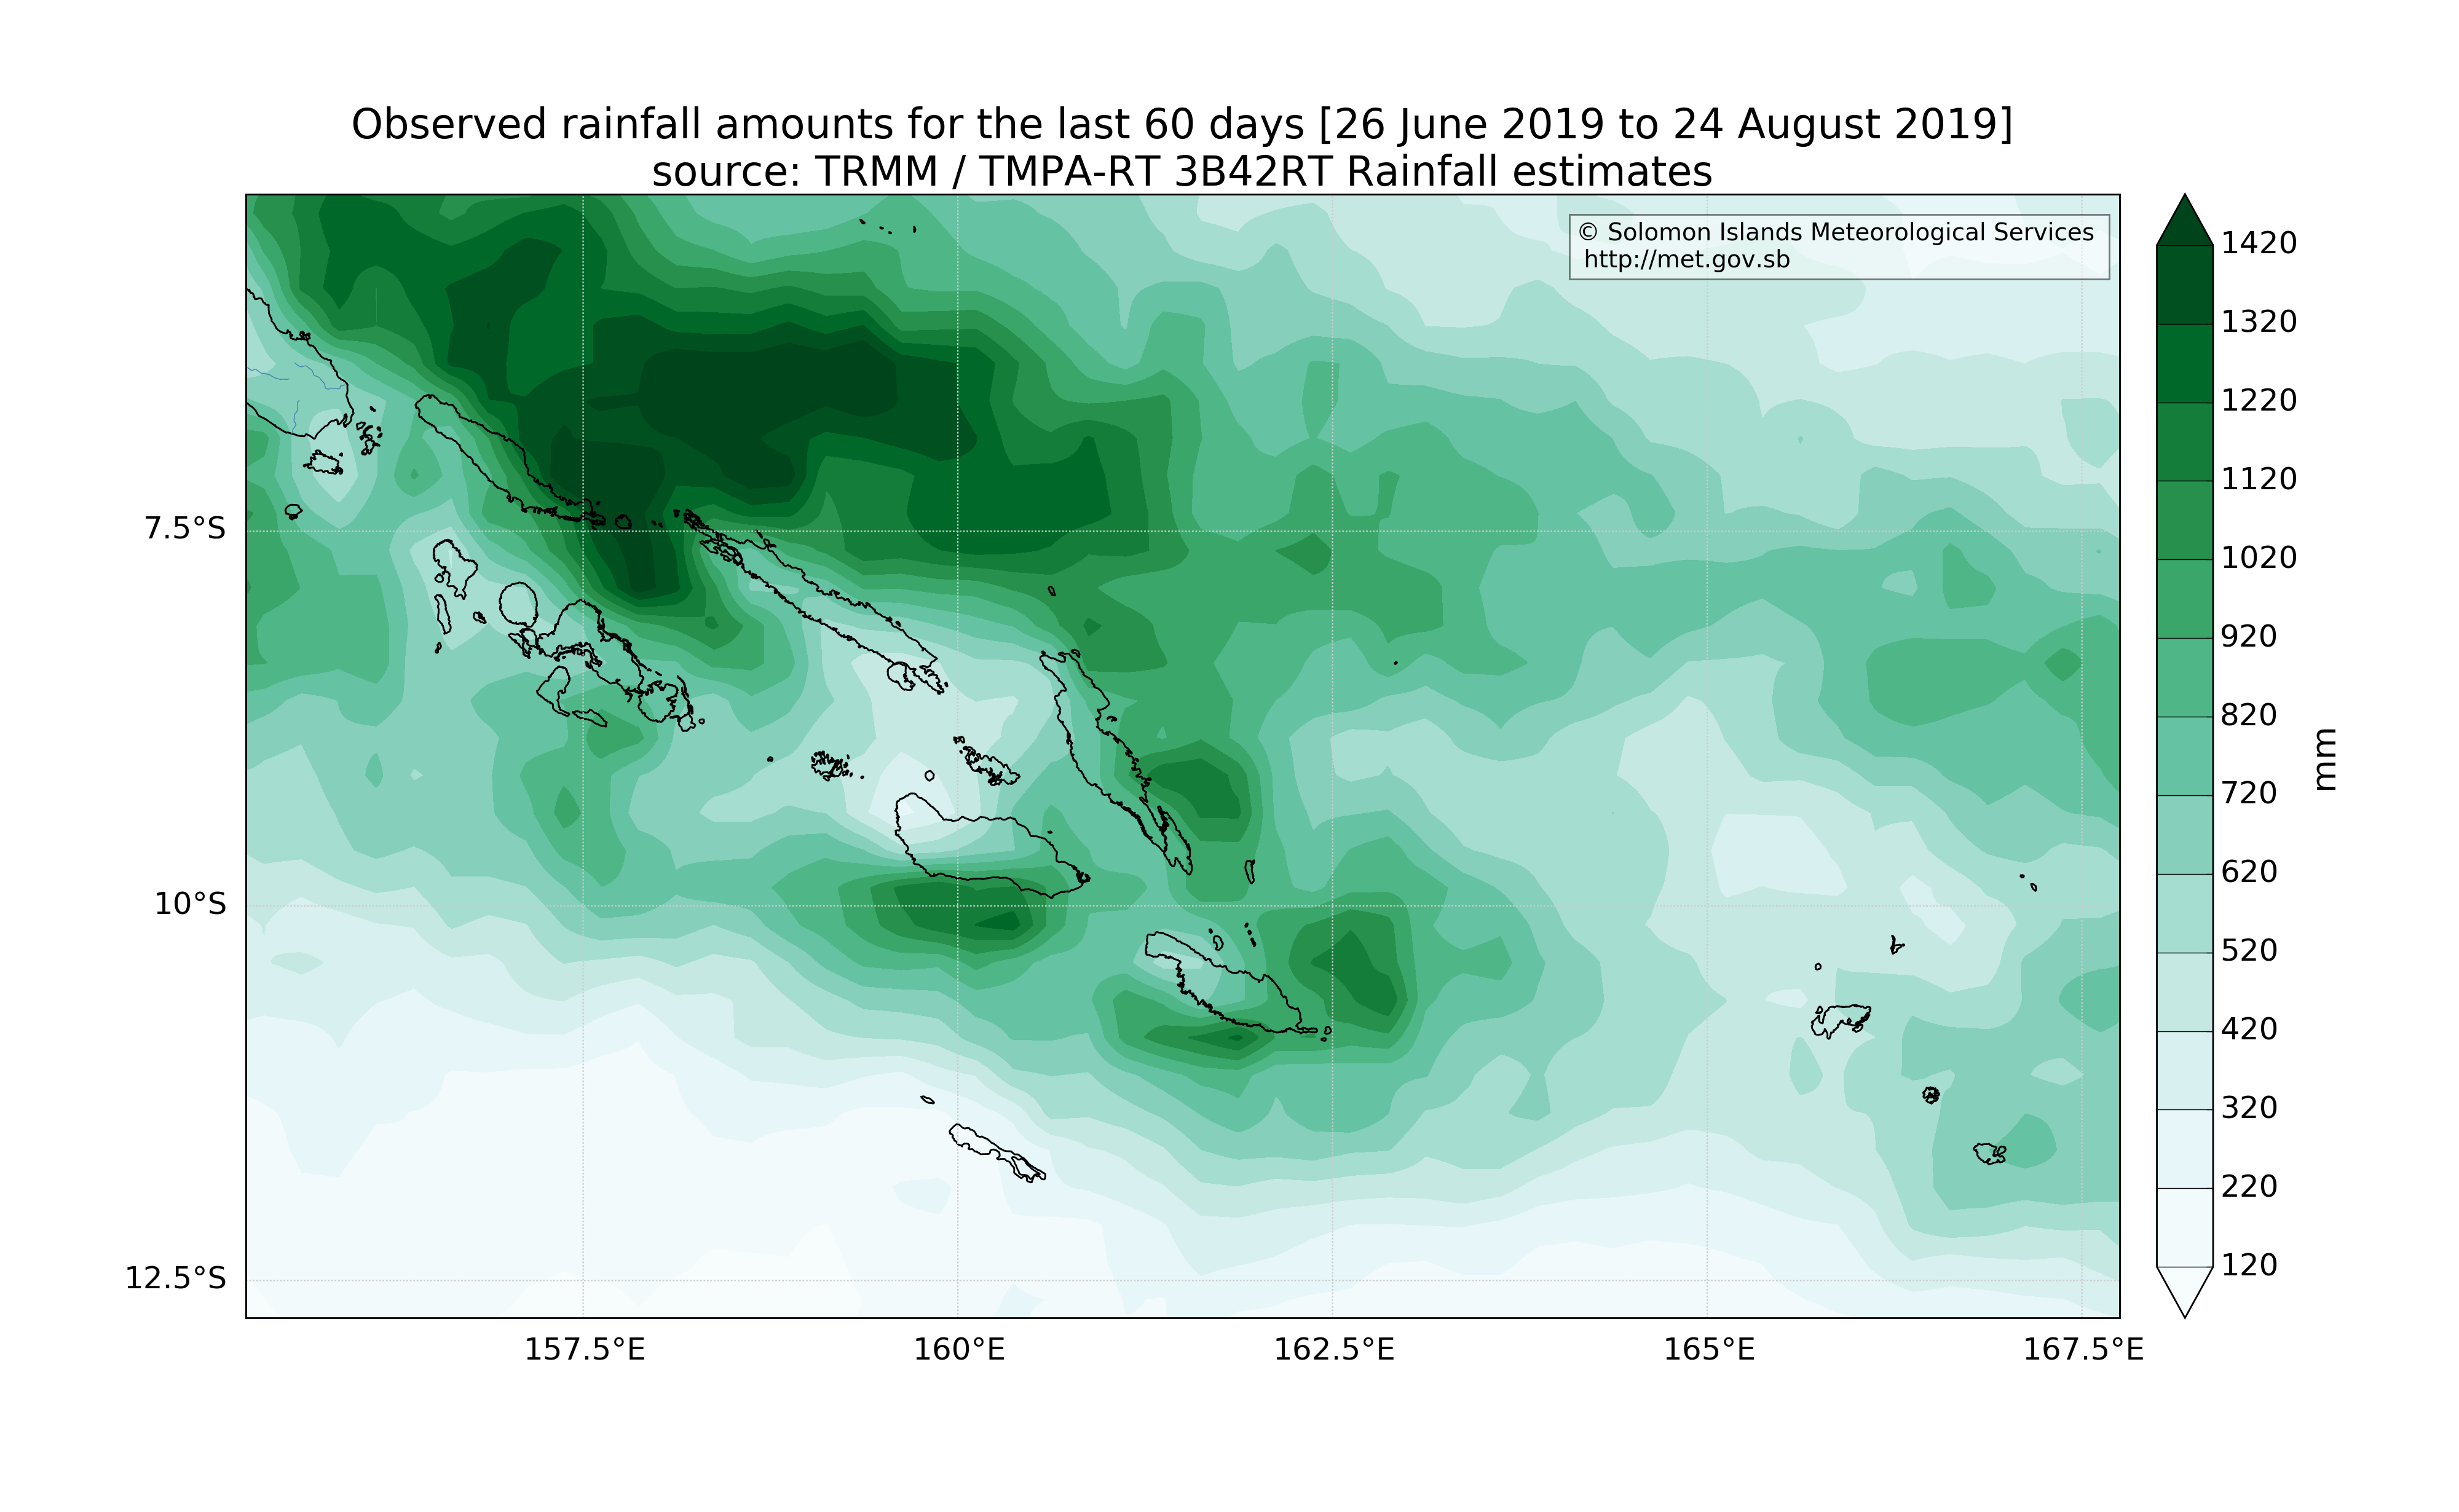 Observed rainfall amounts for the last 60 days [26 June 2019 to 24 August 2019]
source: TRMM / TMPA-RT 3B42RT Rainfall estimates
© Solomon Islands Meteorological Services
http://met.gov.sb
7.5°S
10°S
12.5°S
157.5°E
160°E
162.5°E
165°E
167.5°E
1420
1320
1220
1120
1020
920
820
720
620
520
420
320
220
120
mm